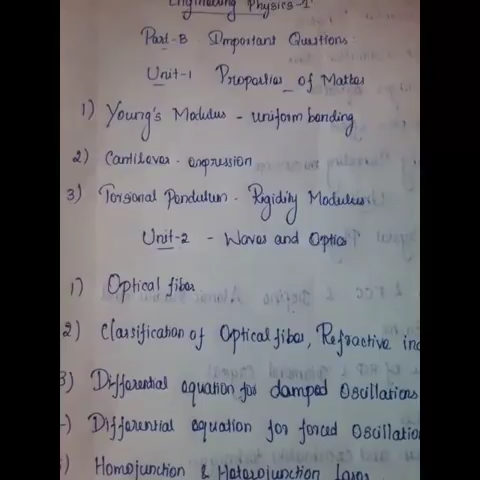 Engineering Physics-I
Part-B Important Questions:
Unit-1 Properties of Matter
1) Young's Modulus - uniform bending
2) Cantilever - expression
3) Torsional Pendulum - Rigidity Modulus
Unit-2 - Waves and Optics
1) Optical fiber
2) Classification of Optical fiber, Refractive in
3) Differential equation for damped Oscillations
) Differential equation for forced Oscillatio
) Homojunction & Heterojunction laser